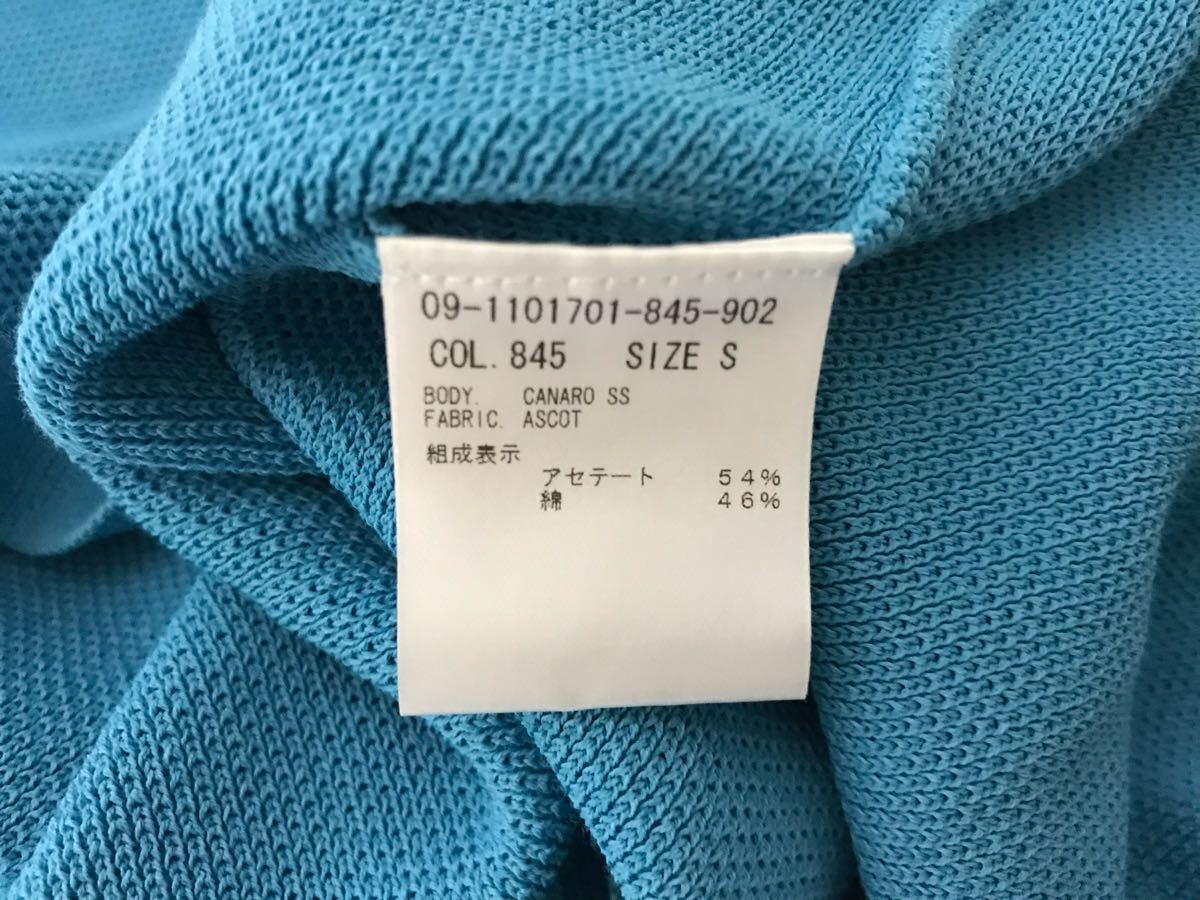 09-1101701-845-902
COL. 845 SIZE S
BODY. CANARO SS
FABRIC. ASCOT
組成表示
アセテート 54%
綿 46%